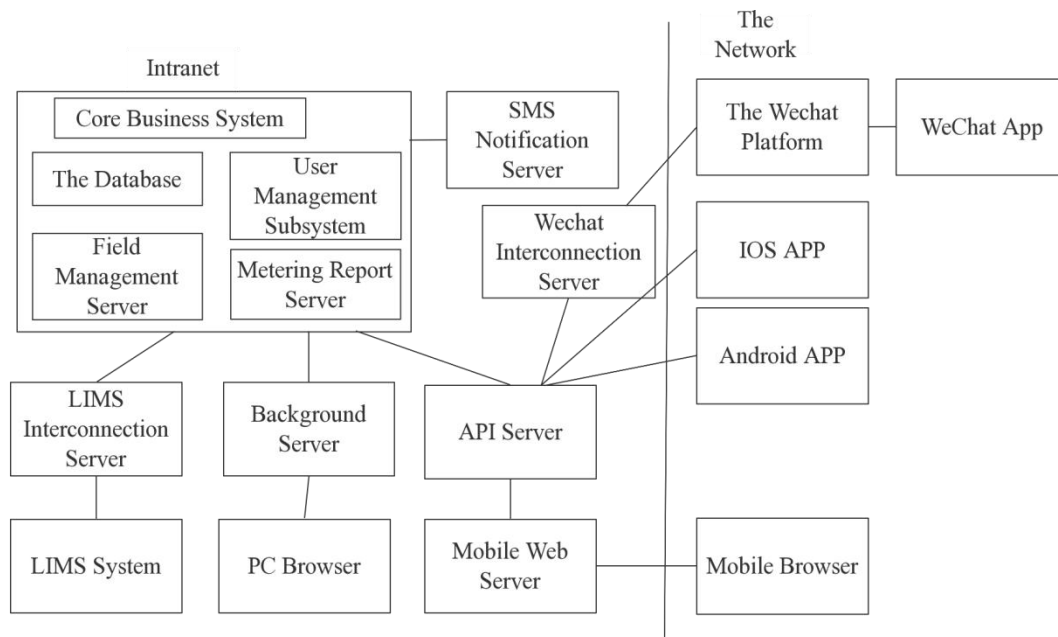 The
Network
Intranet
Core Business System
The Database
User
Management
Subsystem
Field
Management
Server
Metering Report
Server
SMS
Notification
Server
Wechat
Interconnection
Server
The Wechat
Platform
WeChat App
IOS APP
Android APP
LIMS
Interconnection
Server
Background
Server
API Server
LIMS System
PC Browser
Mobile Web
Server
Mobile Browser